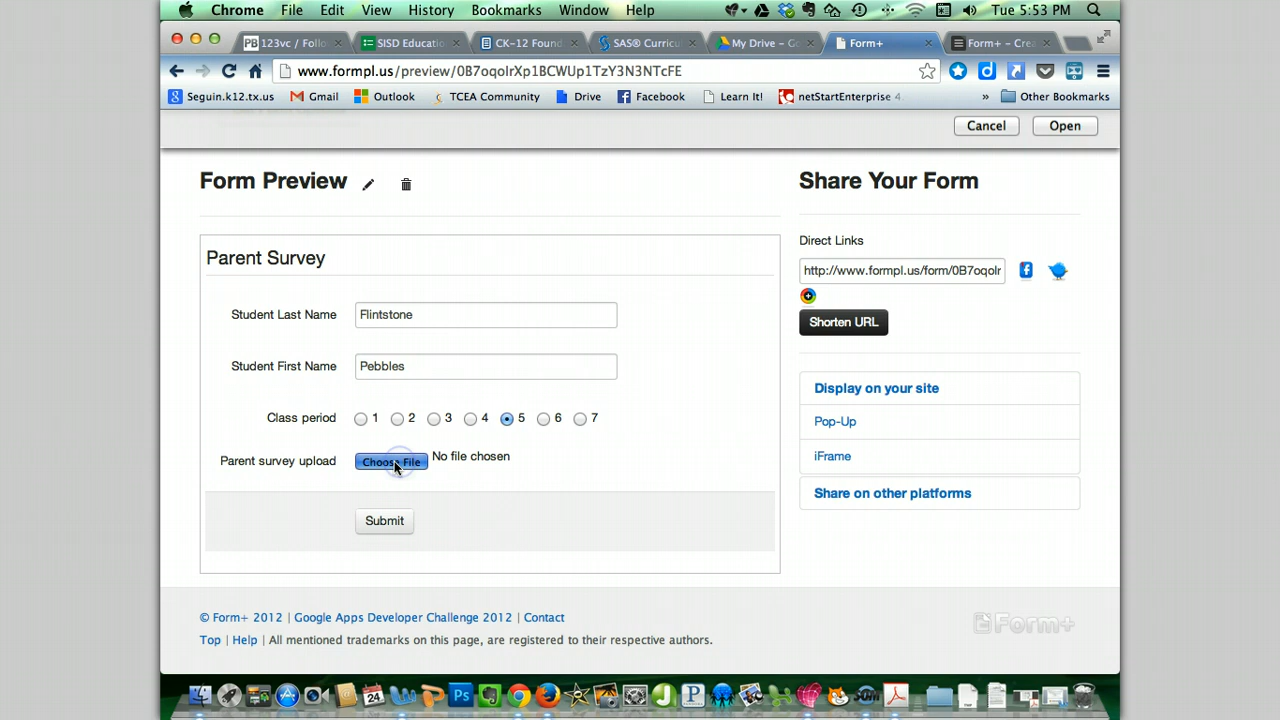 Chrome File Edit View History Bookmarks Window Help Tue 5:53 PM
123vc / Follo SISD Educatio CK-12 Found SAS® Curricu My Drive - Go Form+ Form+ - Crea
www.formpl.us/preview/0B7oqolrXp1BCWUp1TzY3N3NTcFE
Seguin.k12.tx.us Gmail Outlook TCEA Community Drive Facebook Learn It! netStartEnterprise 4 » Other Bookmarks
Cancel Open
Form Preview
Share Your Form
Direct Links
Parent Survey
http://www.formpl.us/form/0B7oqolr
Student Last Name Flintstone
Shorten URL
Student First Name Pebbles
Display on your site
Class period 1 2 3 4 5 6 7
Pop-Up
Parent survey upload Choose File No file chosen
iFrame
Share on other platforms
Submit
© Form+ 2012 | Google Apps Developer Challenge 2012 | Contact
Form+
Top | Help | All mentioned trademarks on this page, are registered to their respective authors.